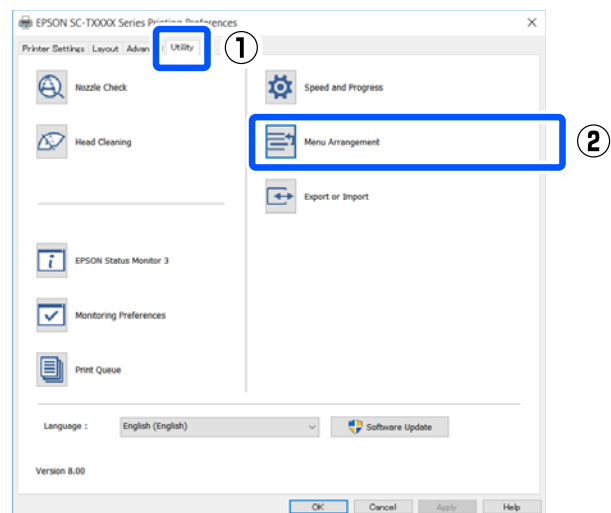 EPSON SC-TXXXX Series Printing Preferences
Printer Settings Layout Advan Utility
①
Nozzle Check
Speed and Progress
Head Cleaning
Menu Arrangement
②
Export or Import
EPSON Status Monitor 3
Monitoring Preferences
Print Queue
Language : English (English) Software Update
Version 8.00
OK Cancel Apply Help